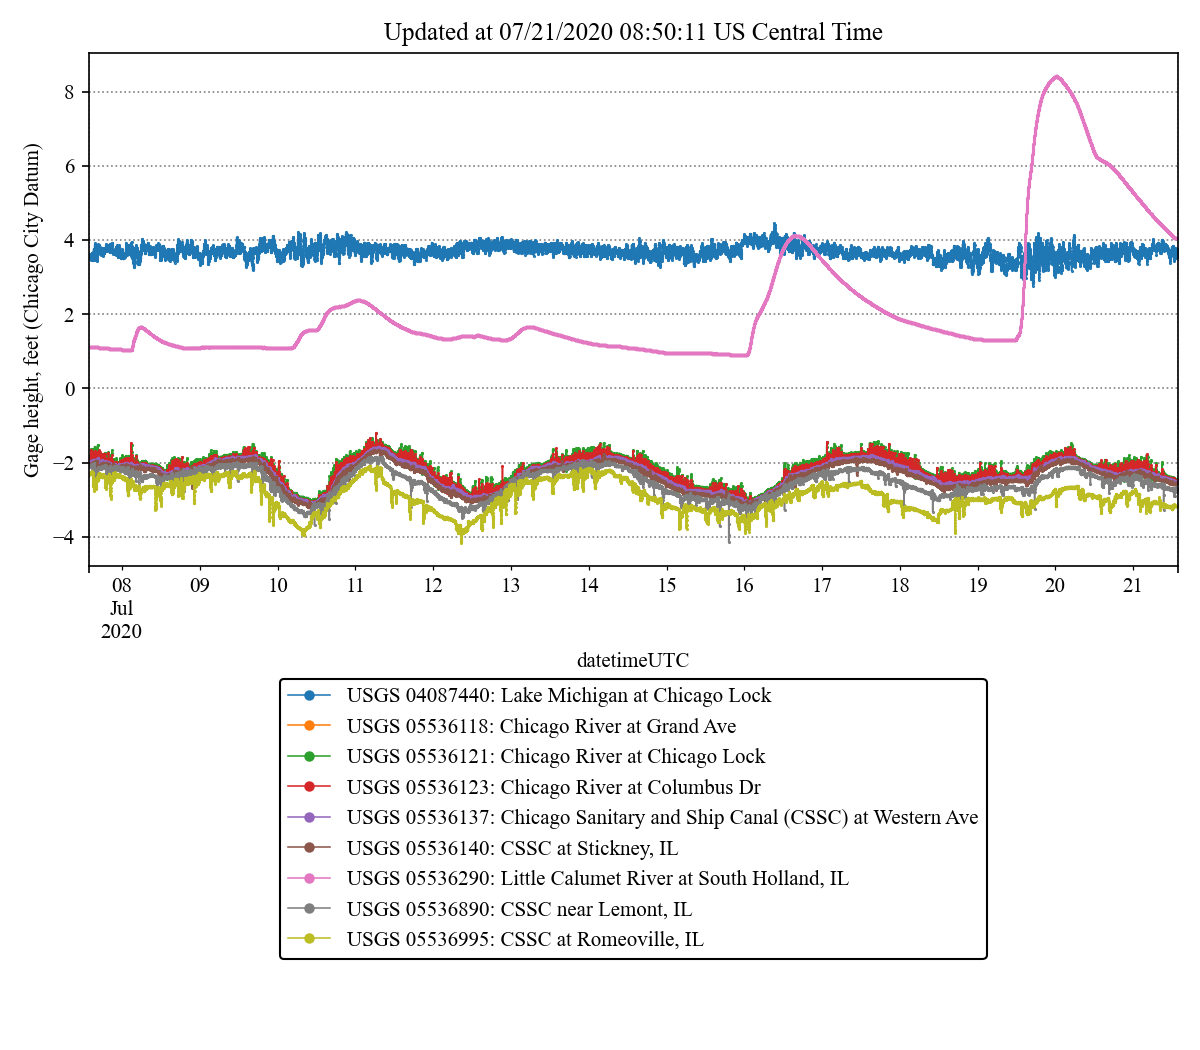 Updated at 07/21/2020 08:50:11 US Central Time
Gage height, feet (Chicago City Datum)
8
6
4
2
0
−2
−4
08 09 10 11 12 13 14 15 16 17 18 19 20 21
Jul
2020
datetimeUTC
USGS 04087440: Lake Michigan at Chicago Lock
USGS 05536118: Chicago River at Grand Ave
USGS 05536121: Chicago River at Chicago Lock
USGS 05536123: Chicago River at Columbus Dr
USGS 05536137: Chicago Sanitary and Ship Canal (CSSC) at Western Ave
USGS 05536140: CSSC at Stickney, IL
USGS 05536290: Little Calumet River at South Holland, IL
USGS 05536890: CSSC near Lemont, IL
USGS 05536995: CSSC at Romeoville, IL